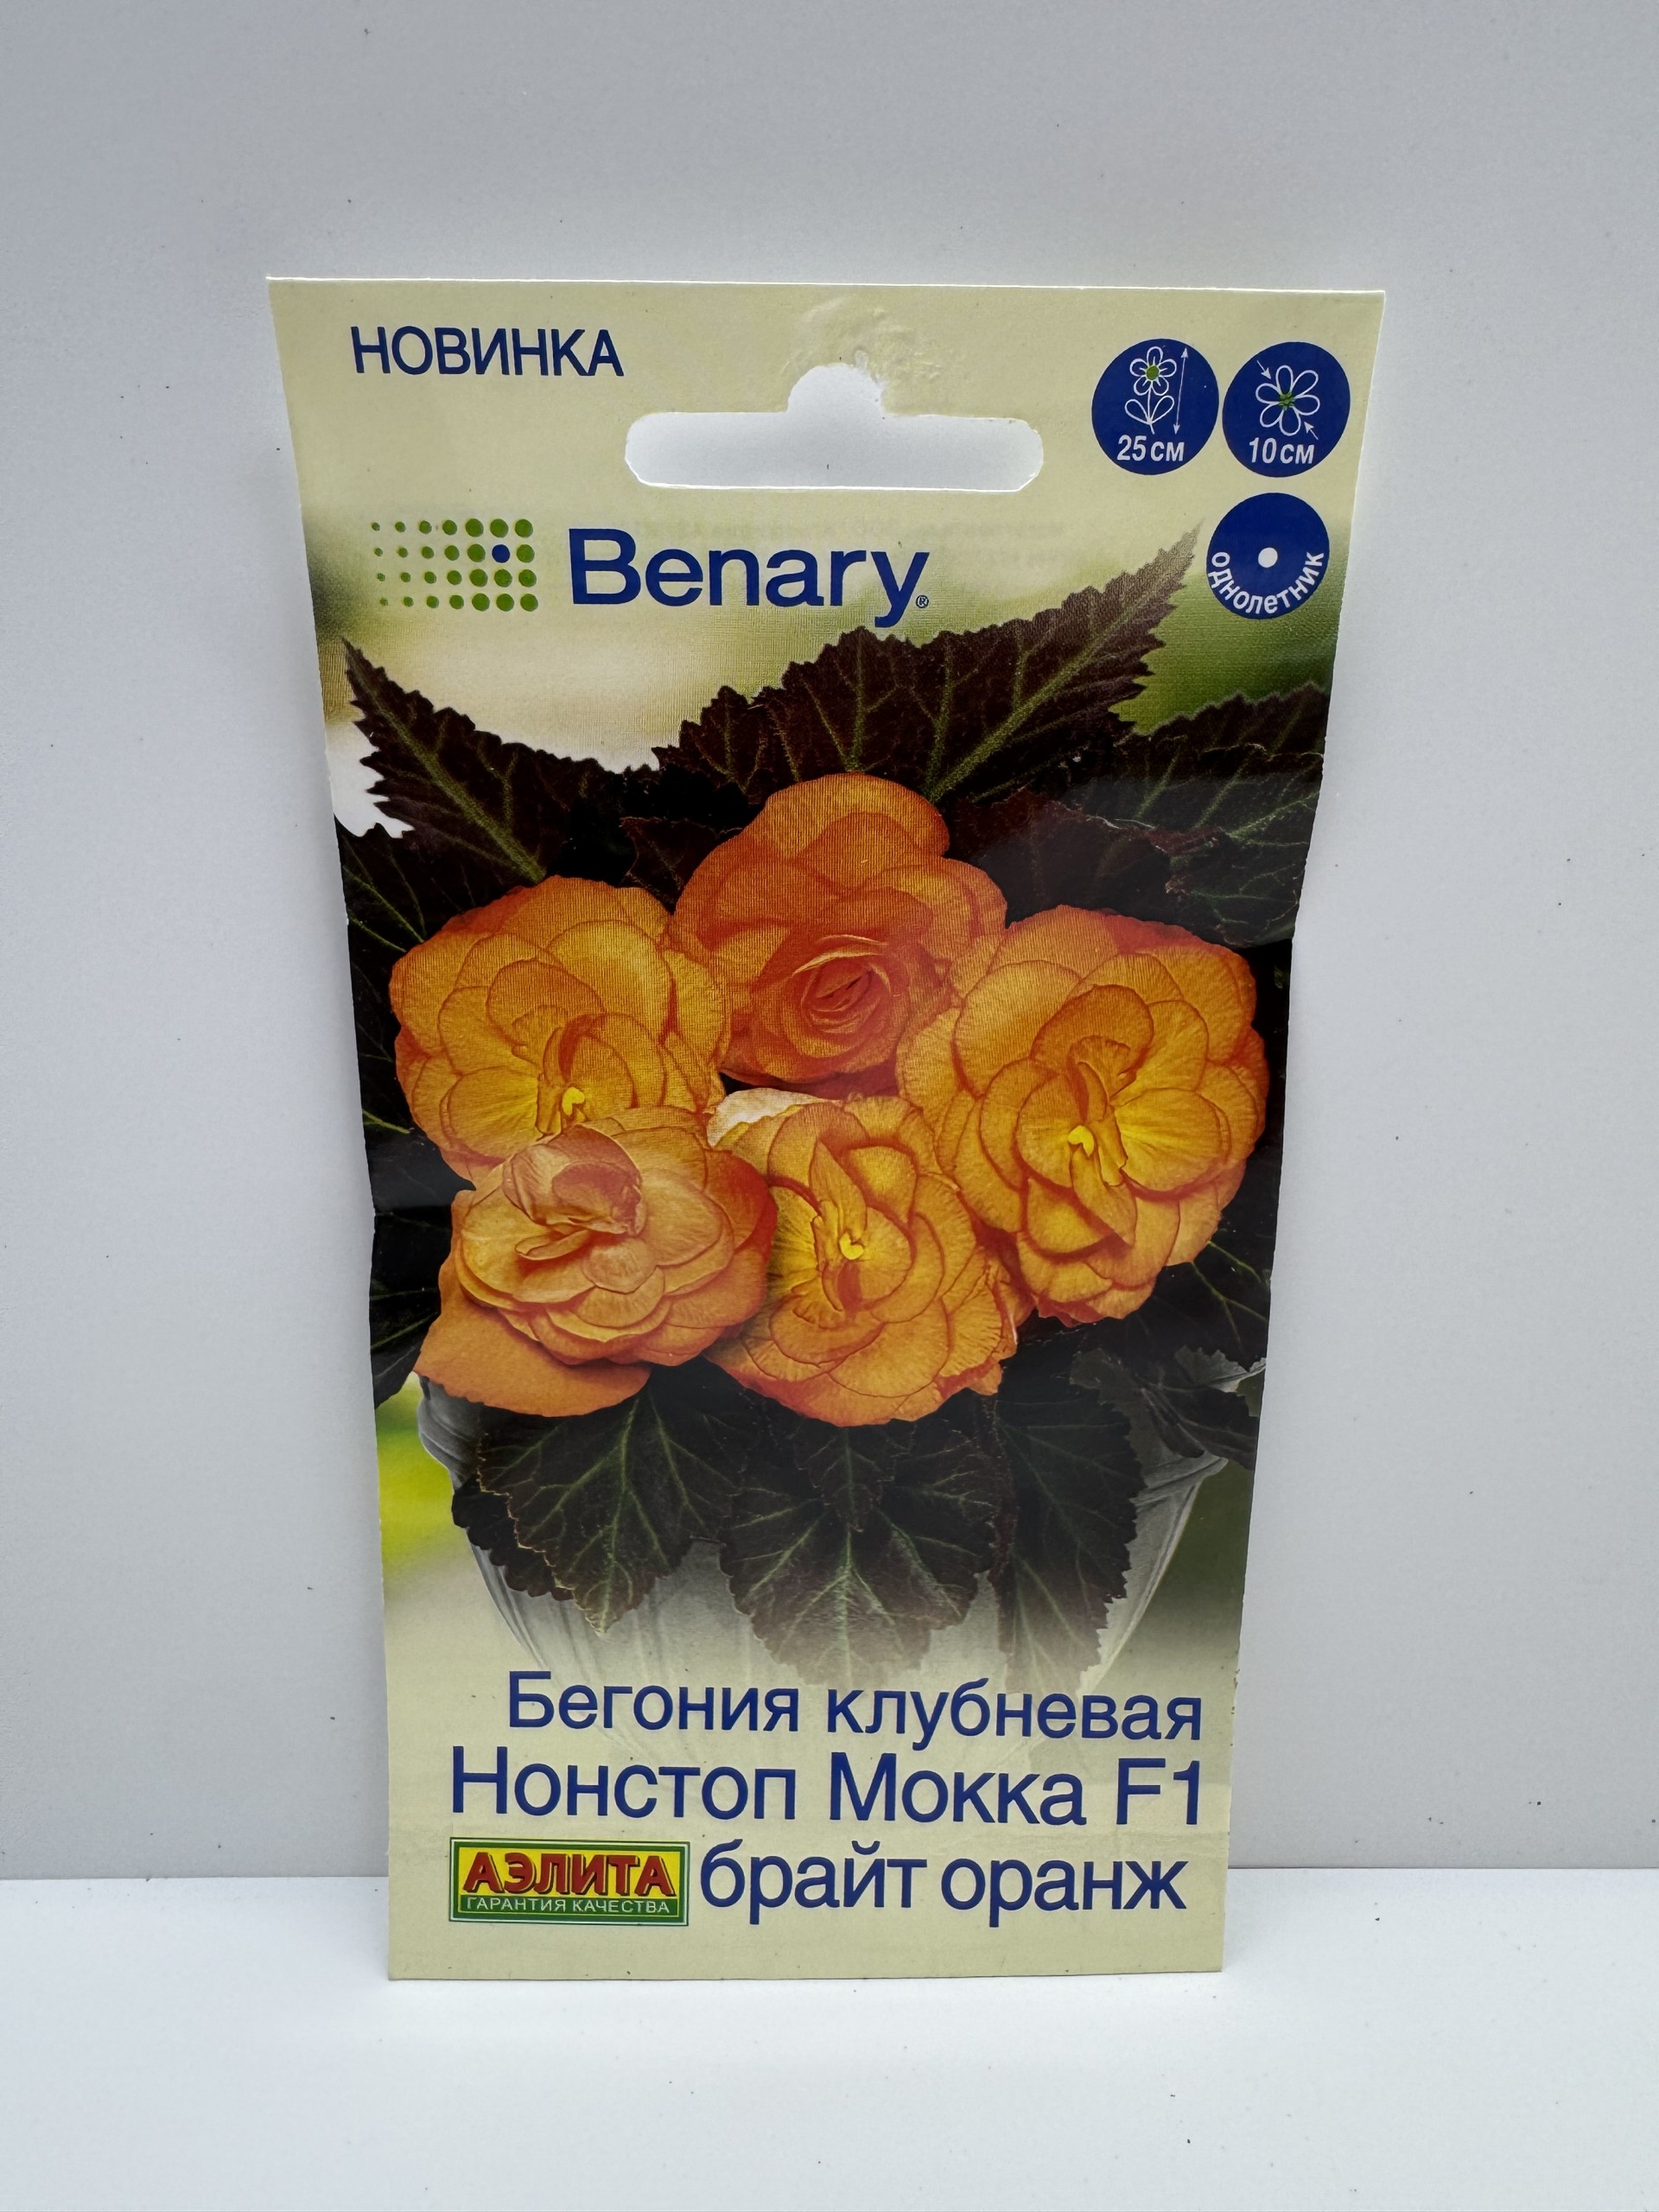 НОВИНКА
25 СМ
10 СМ
Benary®
однолетник
Бегония клубневая
Нонстоп Мокка F1
брайт оранж
АЭЛИТА
ГАРАНТИЯ КАЧЕСТВА